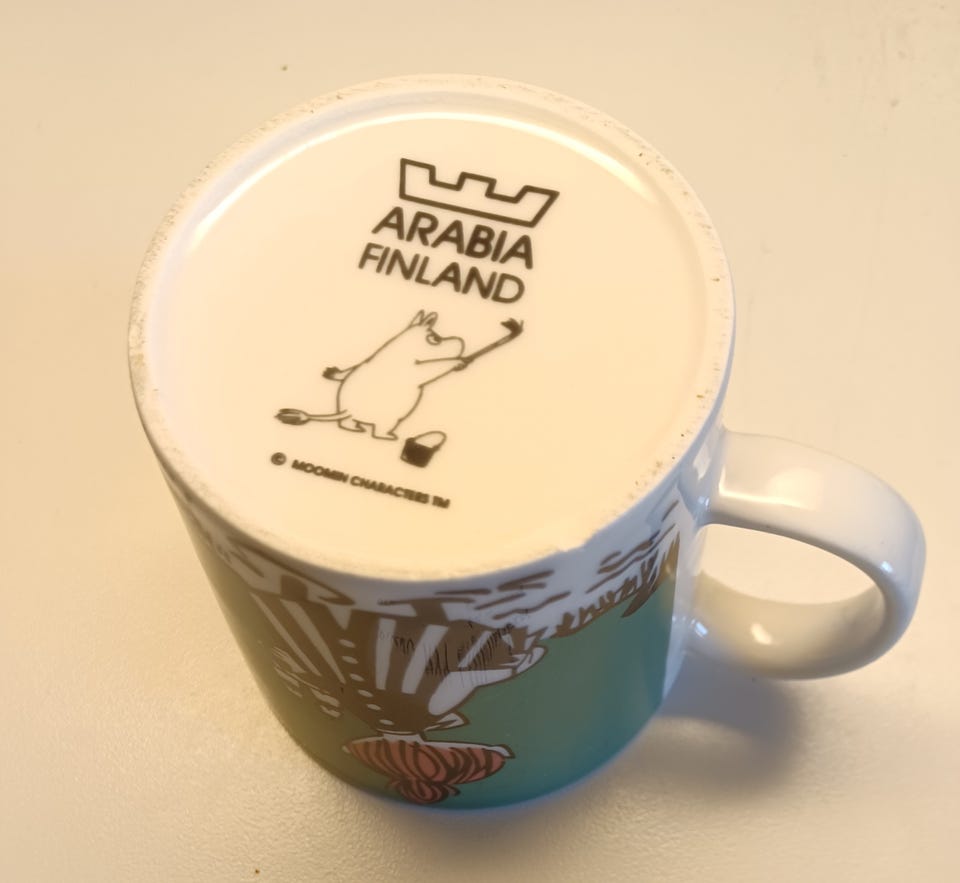 ARABIA
FINLAND
© MOOMIN CHARACTERS ™